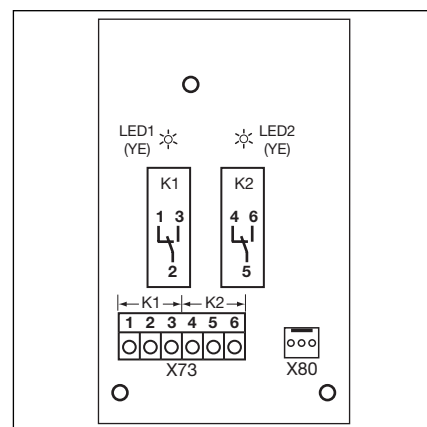 LED1
(YE)
LED2
(YE)
K1
K2
1 3
4 6
2
5
K1 K2
1 2 3 4 5 6
X73
X80